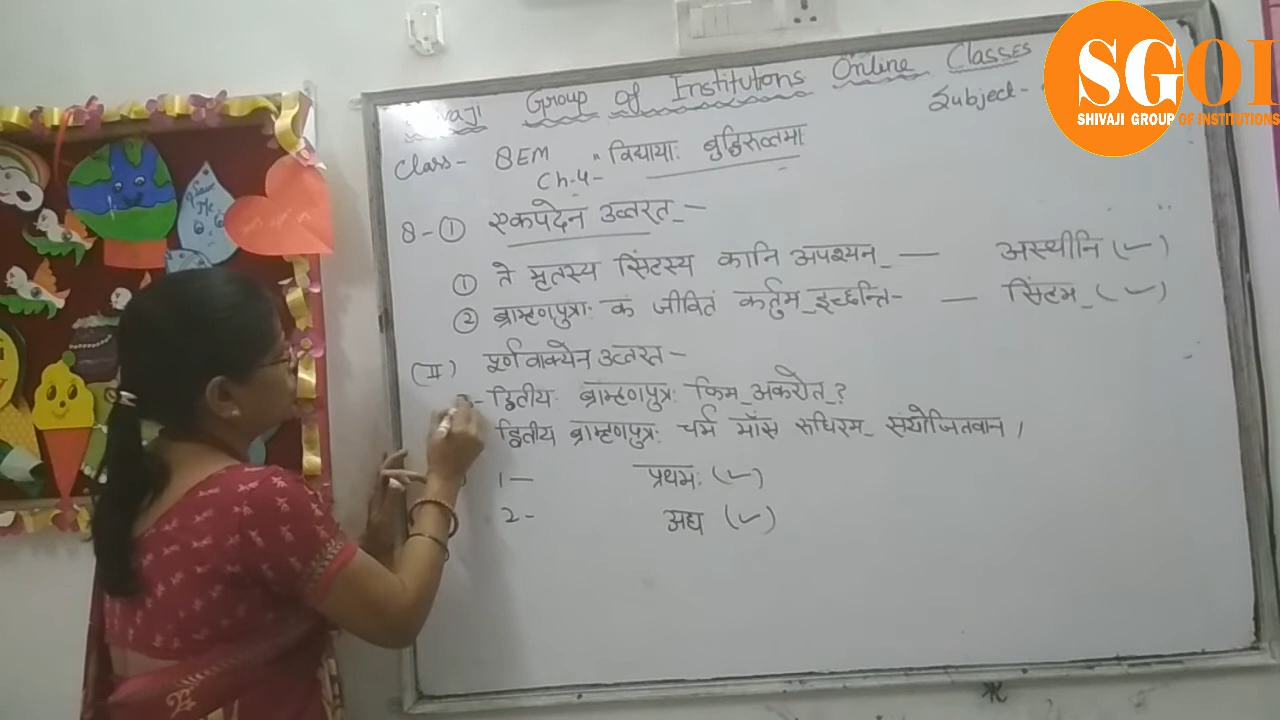 Group of Institutions Online Classes
SGOI
SHIVAJI GROUP OF INSTITUTIONS
Subject-
Class- 8EM "विद्यायाः बुद्धिरुत्तमा
Ch-4-
8-① एकपदेन उत्तरत् —
① ते मृतस्य सिंहस्य कानि अपश्यन् — अस्थीनि (✓)
② ब्राम्हणपुत्राः कं जीवितं कर्तुम् इच्छन्ति- — सिंहम् (✓)
(II) पूर्णवाक्येन उत्तरत -
द्वितीयः ब्राम्हणपुत्रः किम् अकरोत् ?
द्वितीय ब्राम्हणपुत्रः चर्म माँस रुधिरम् संयोजितवान ।
1— प्रथमः (✓)
2- अद्य (✓)
Save
Me